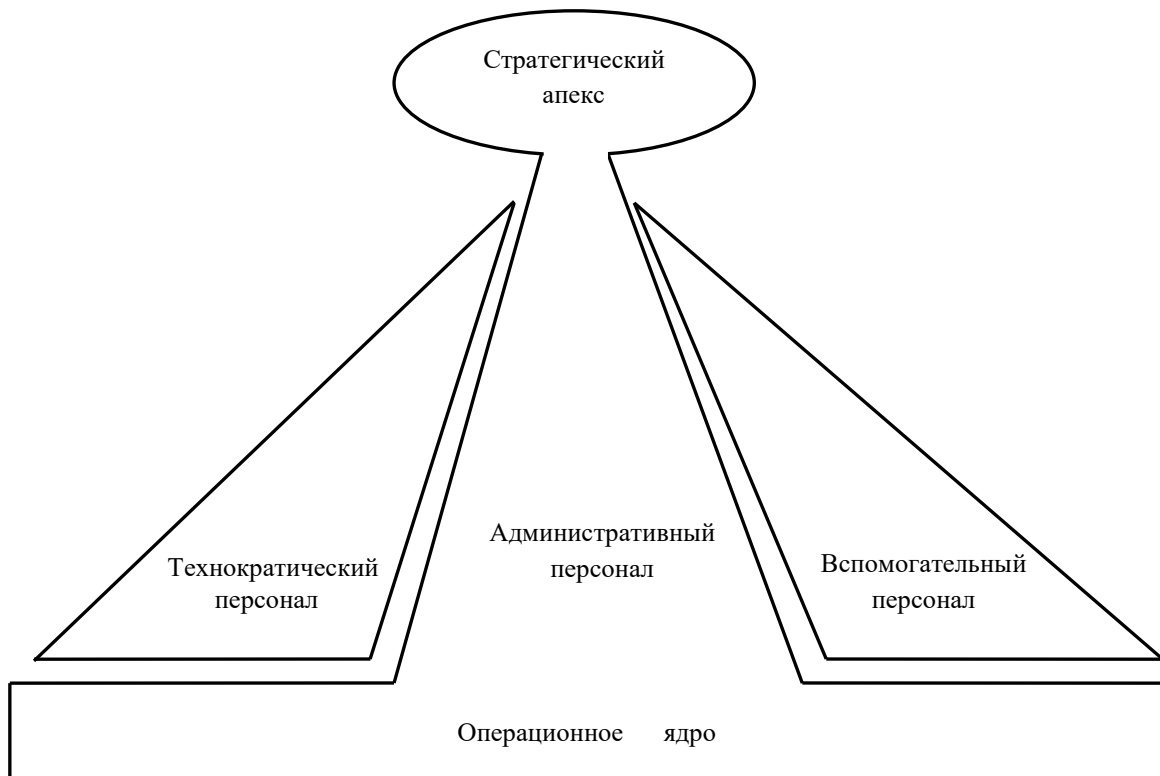 Стратегический
апекс
Административный
персонал
Технократический
персонал
Вспомогательный
персонал
Операционное ядро